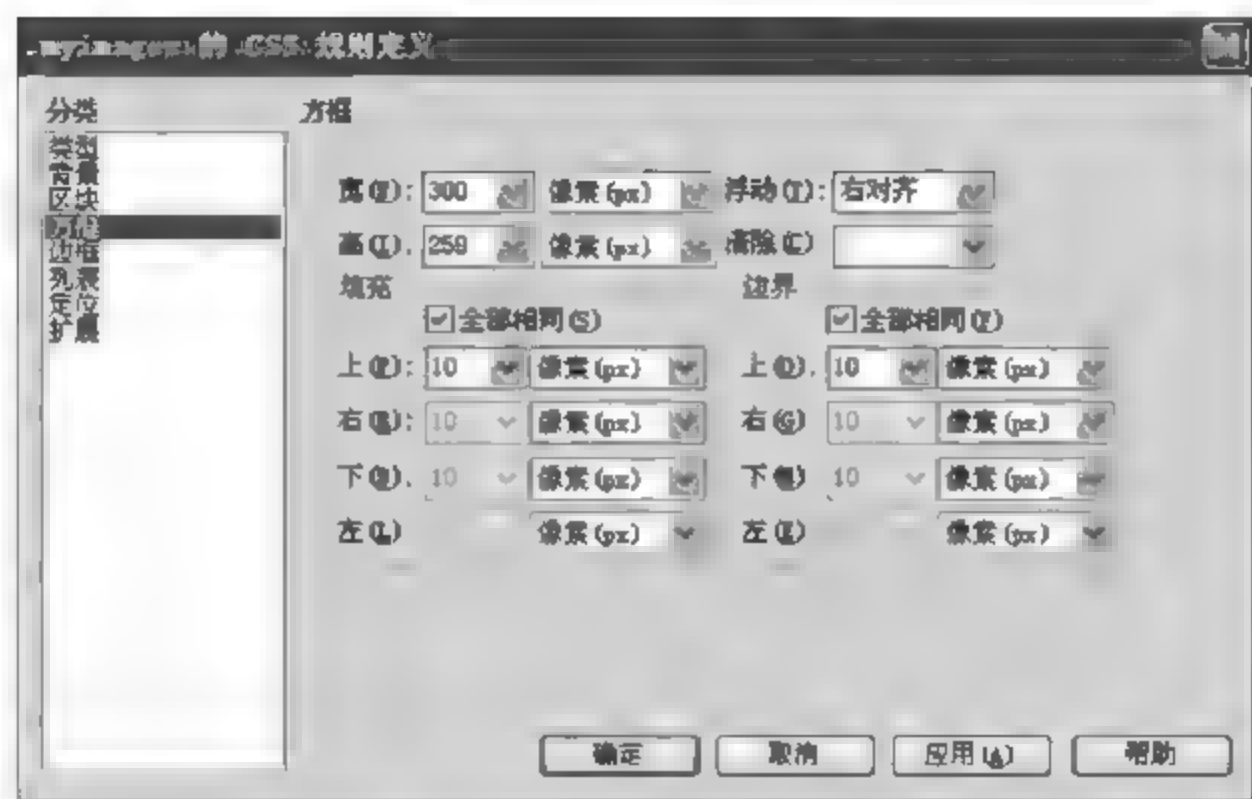 .myimages 的 CSS 规则定义
分类
类型
背景
区块
方框
边框
列表
定位
扩展
方框
宽(W): 300 像素(px) 浮动(T): 右对齐
高(I). 250 像素(px) 清除(C)
填充 边界
全部相同(S) 全部相同(F)
上(P): 10 像素(px) 上(O). 10 像素(px)
右(R): 10 像素(px) 右(G) 10 像素(px)
下(B). 10 像素(px) 下 10 像素(px)
左(L) 像素(px) 左(E) 像素(px)
确定 取消 应用(A) 帮助